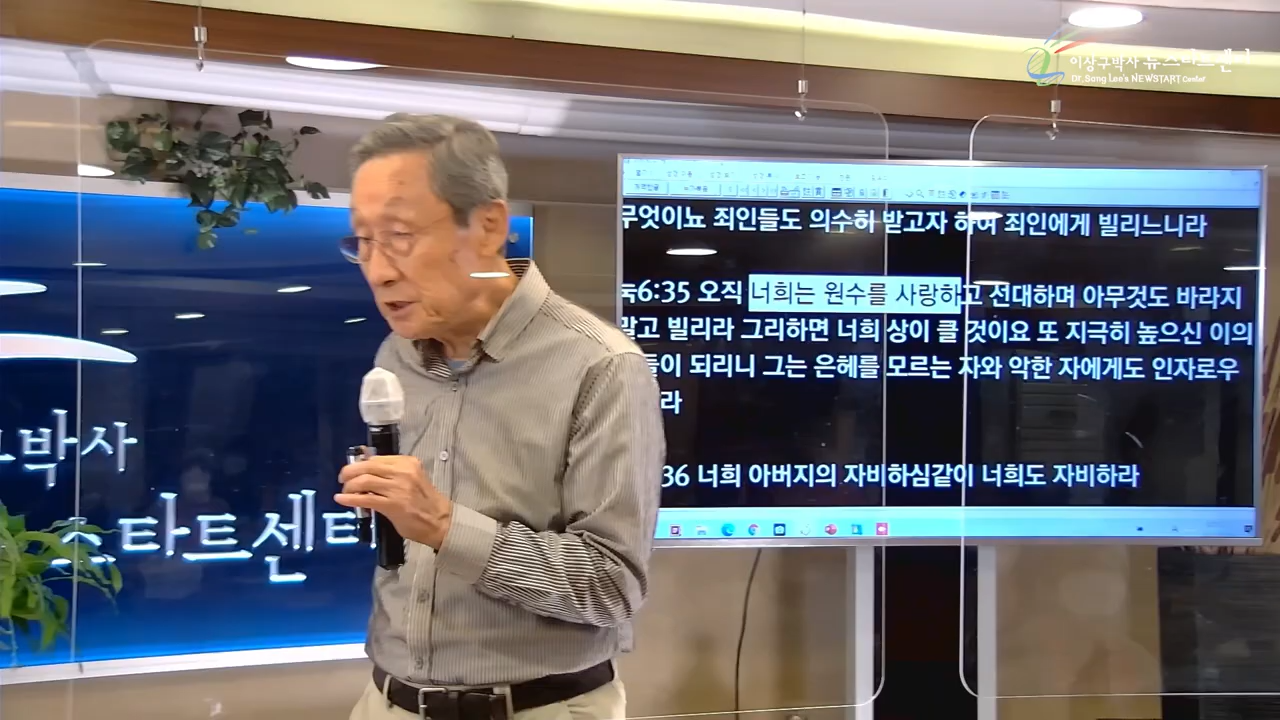 이상구박사 뉴스타트센터
Dr. Sang Lee's NEWSTART Center
무엇이뇨 죄인들도 의수히 받고자 하여 죄인에게 빌리느니라
눅6:35 오직 너희는 원수를 사랑하고 선대하며 아무것도 바라지
말고 빌리라 그리하면 너희 상이 클 것이요 또 지극히 높으신 이의
들이 되리니 그는 은혜를 모르는 자와 악한 자에게도 인자로우
라
36 너희 아버지의 자비하심같이 너희도 자비하라
박사
스타트센터